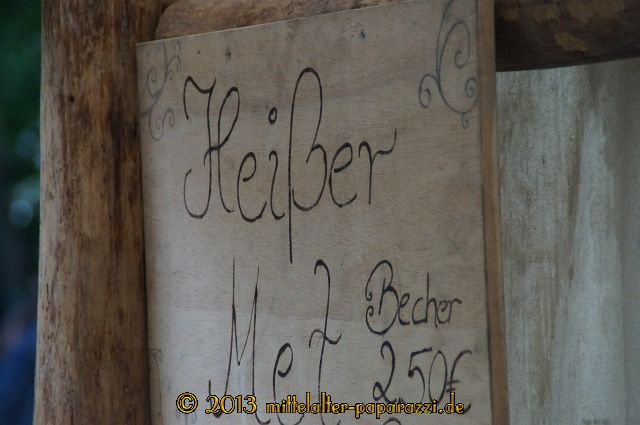 Heißer
Met Becher
2,50€
© 2013 mittelalter-paparazzi.de